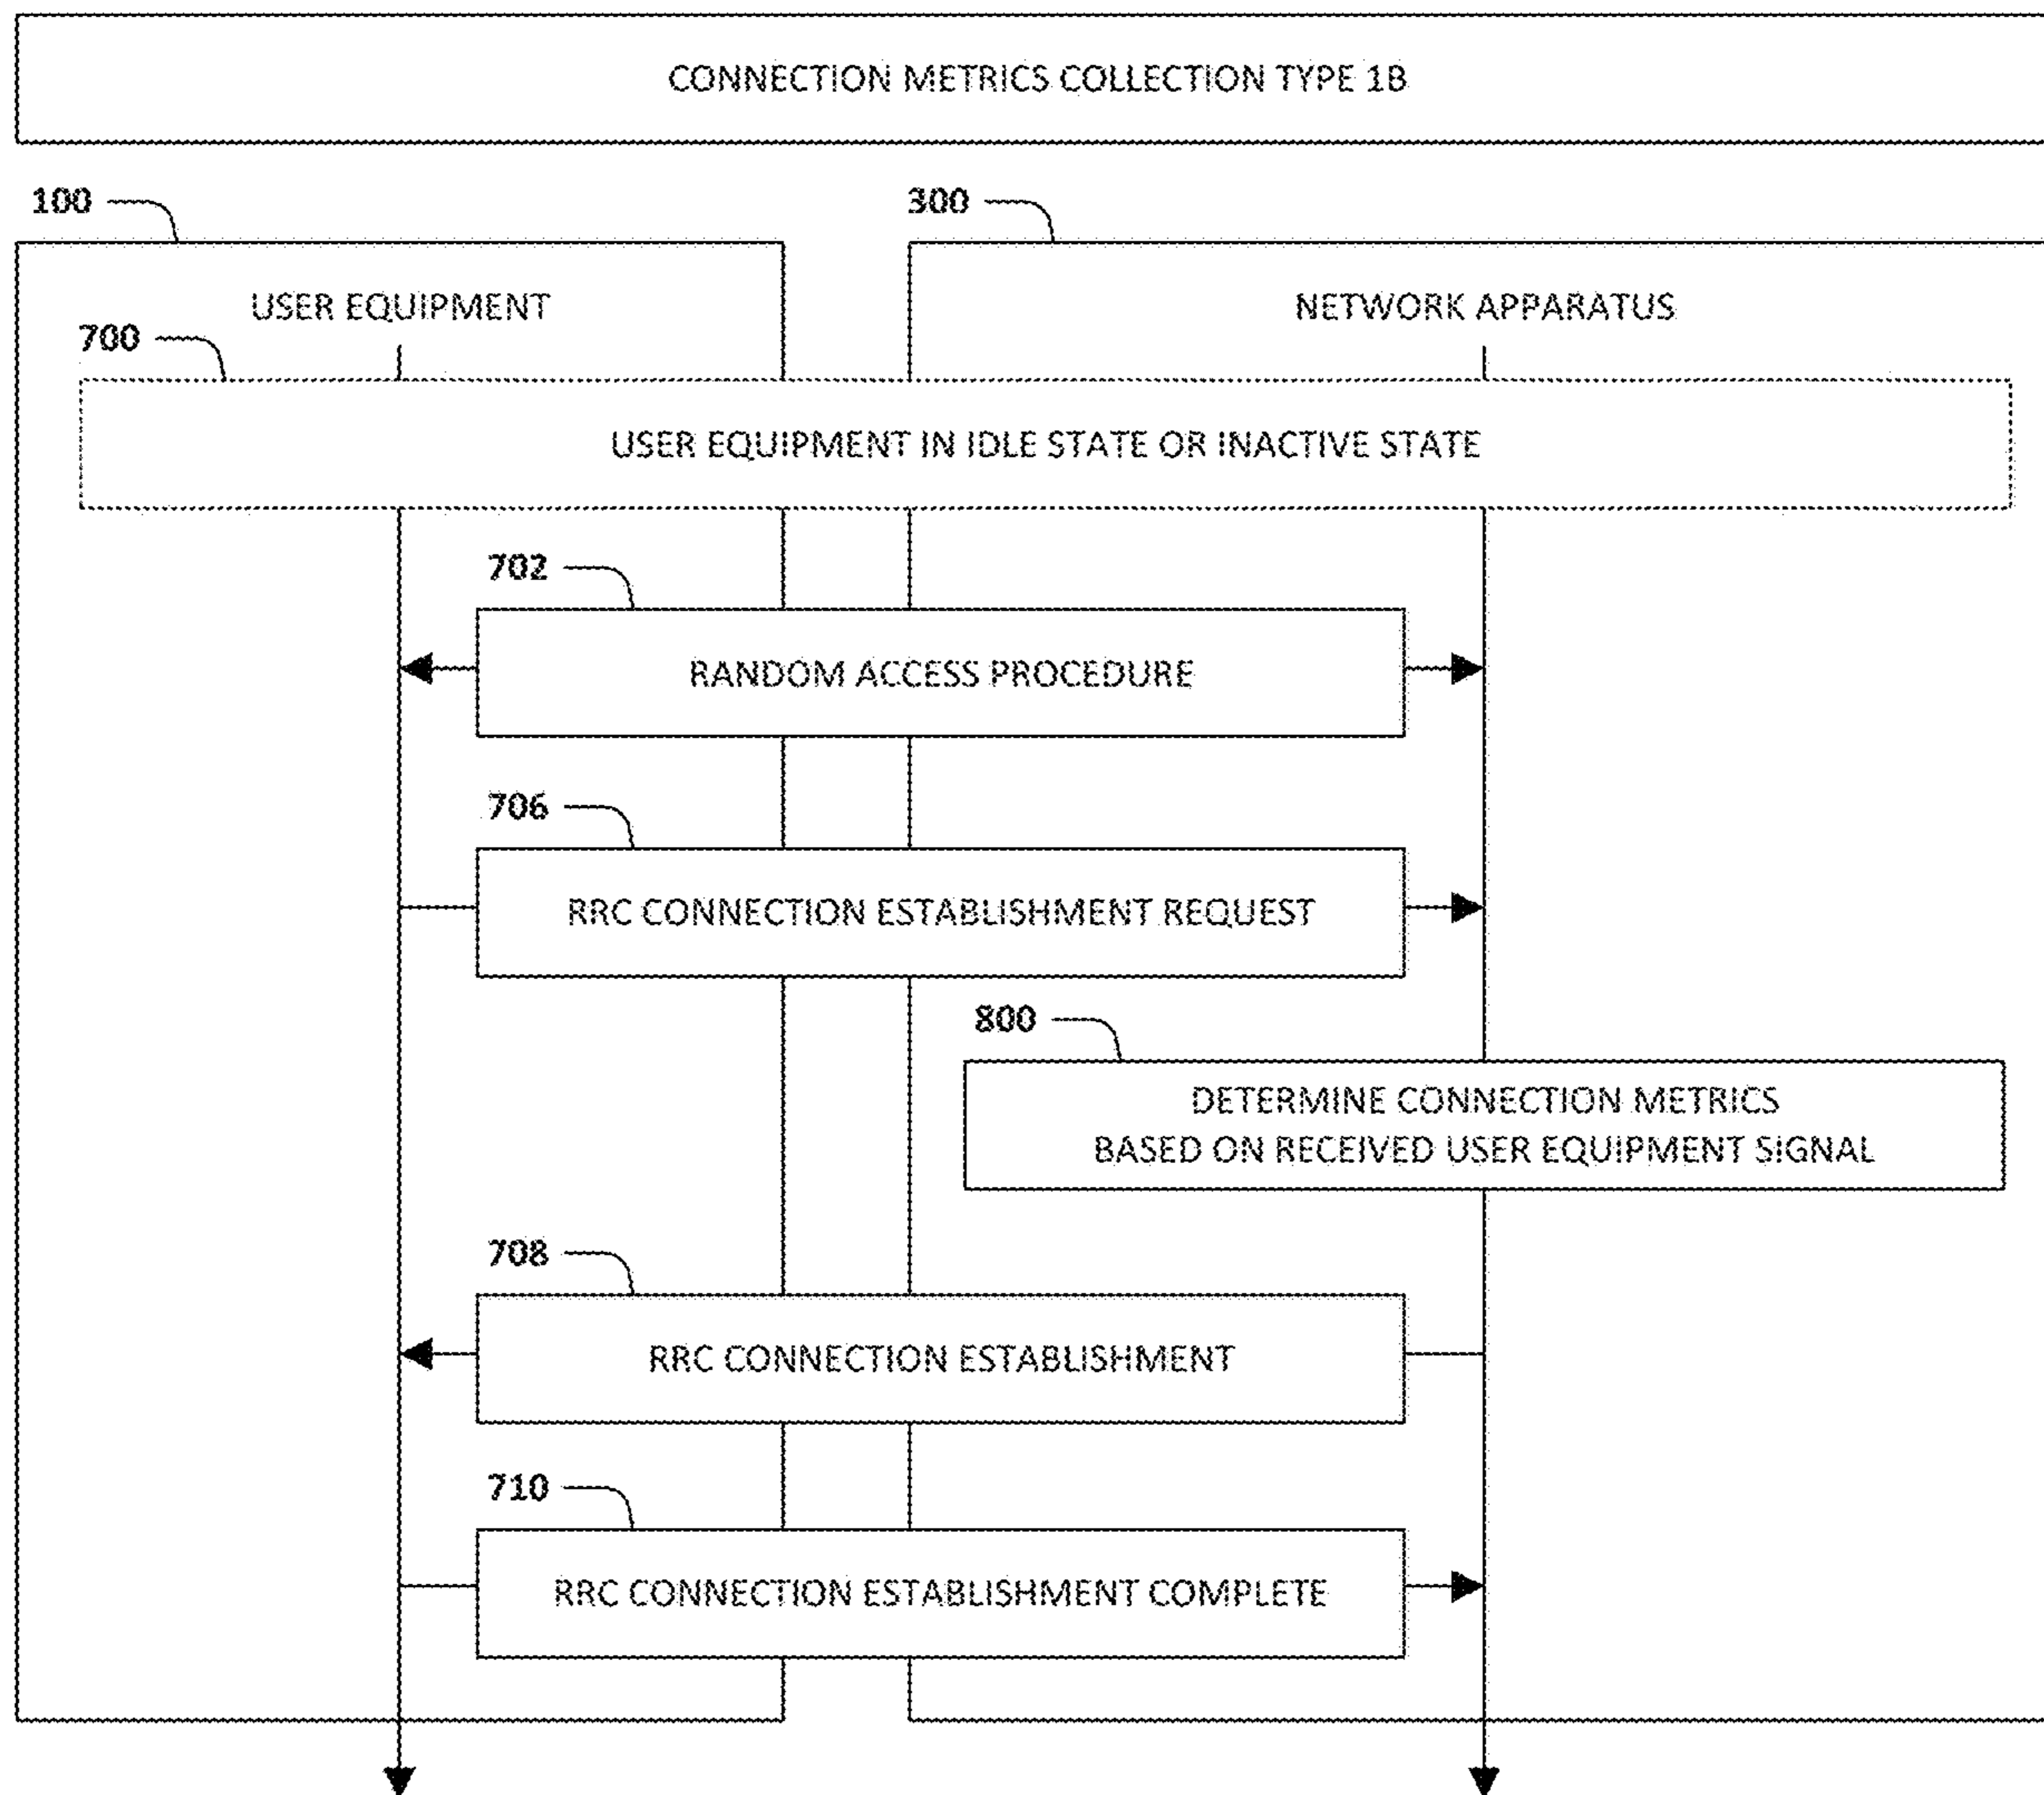 CONNECTION METRICS COLLECTION TYPE 1B
100
300
USER EQUIPMENT
NETWORK APPARATUS
700
USER EQUIPMENT IN IDLE STATE OR INACTIVE STATE
702
RANDOM ACCESS PROCEDURE
706
RRC CONNECTION ESTABLISHMENT REQUEST
800
DETERMINE CONNECTION METRICS
BASED ON RECEIVED USER EQUIPMENT SIGNAL
708
RRC CONNECTION ESTABLISHMENT
710
RRC CONNECTION ESTABLISHMENT COMPLETE